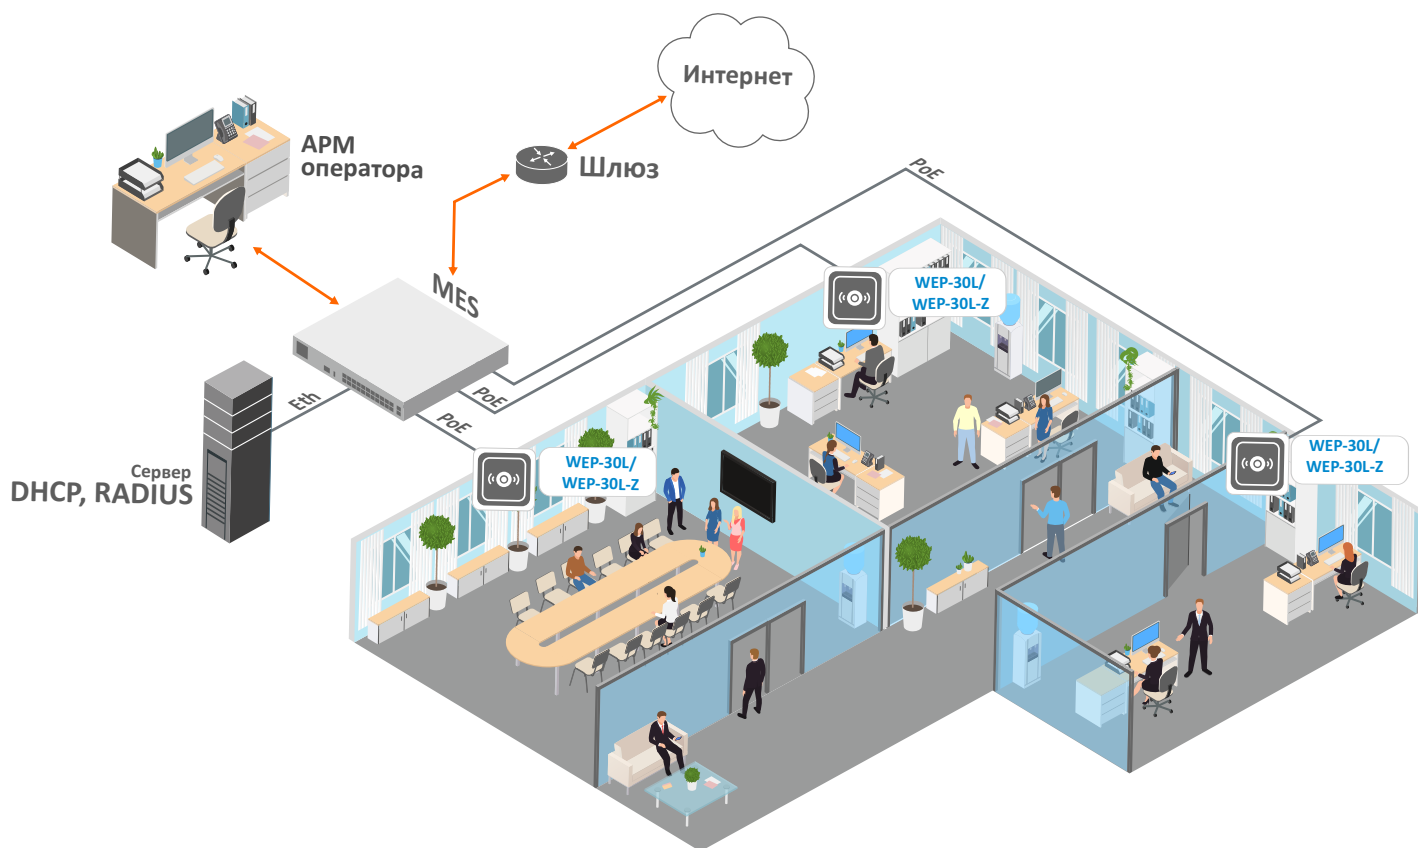 Интернет
АРМ
оператора
Шлюз
PoE
MES
WEP-30L/
WEP-30L-Z
Eth
PoE
PoE
WEP-30L/
WEP-30L-Z
WEP-30L/
WEP-30L-Z
Сервер
DHCP, RADIUS